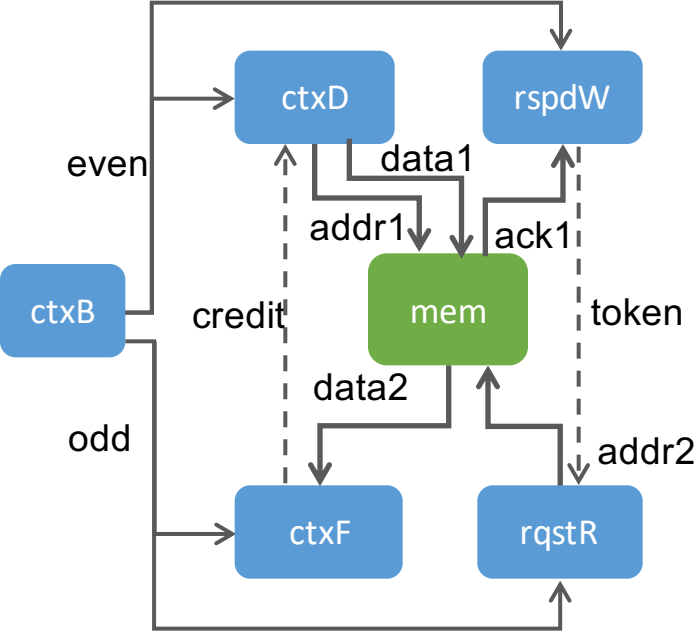 ctxD
rspdW
even
data1
addr1
ack1
ctxB
credit
mem
token
data2
odd
addr2
ctxF
rqstR